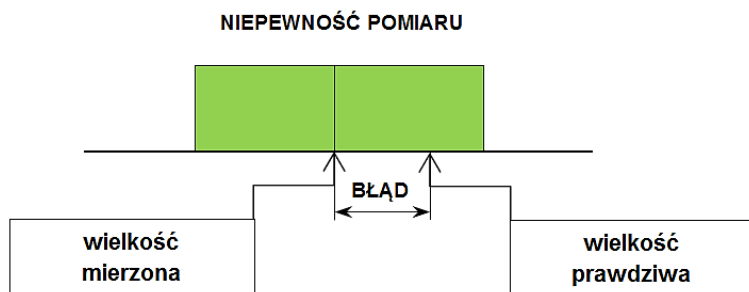 NIEPEWNOŚĆ POMIARU
BŁĄD
wielkość
mierzona
wielkość
prawdziwa